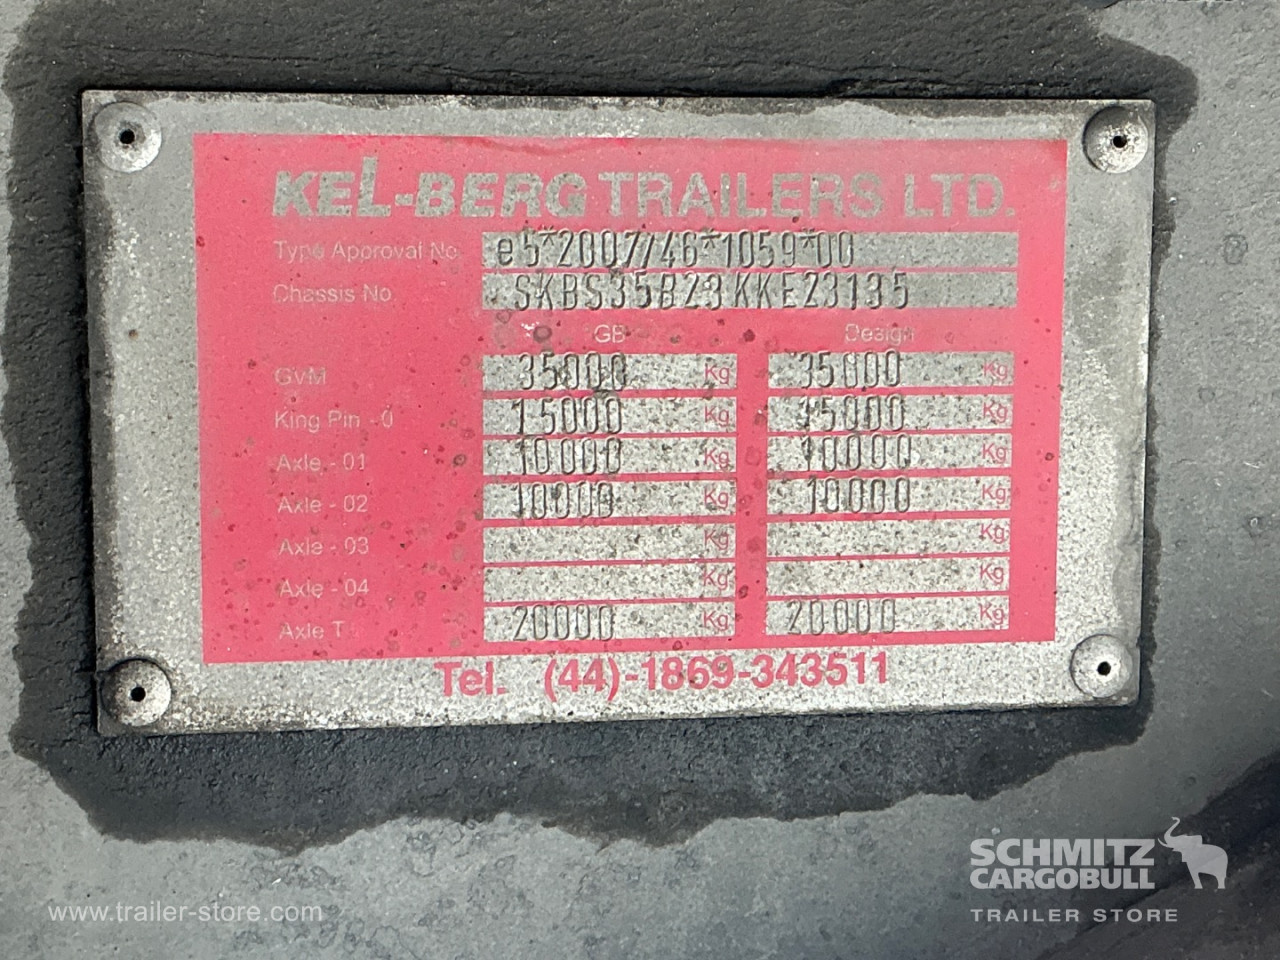 KEL-BERG TRAILERS LTD.
Type Approval No. e5*2007/46*1059*00
Chassis No. SKBS35B23KKE23135
GB Design
GVM 35000 Kg 35000 Kg
King Pin - 0 15000 Kg 15000 Kg
Axle - 01 10000 Kg 10000 Kg
Axle - 02 10000 Kg 10000 Kg
Axle - 03 Kg Kg
Axle - 04 Kg Kg
Axle T 20000 Kg 20000 Kg
Tel. (44)-1869-343511
SCHMITZ
CARGOBULL
TRAILER STORE
www.trailer-store.com